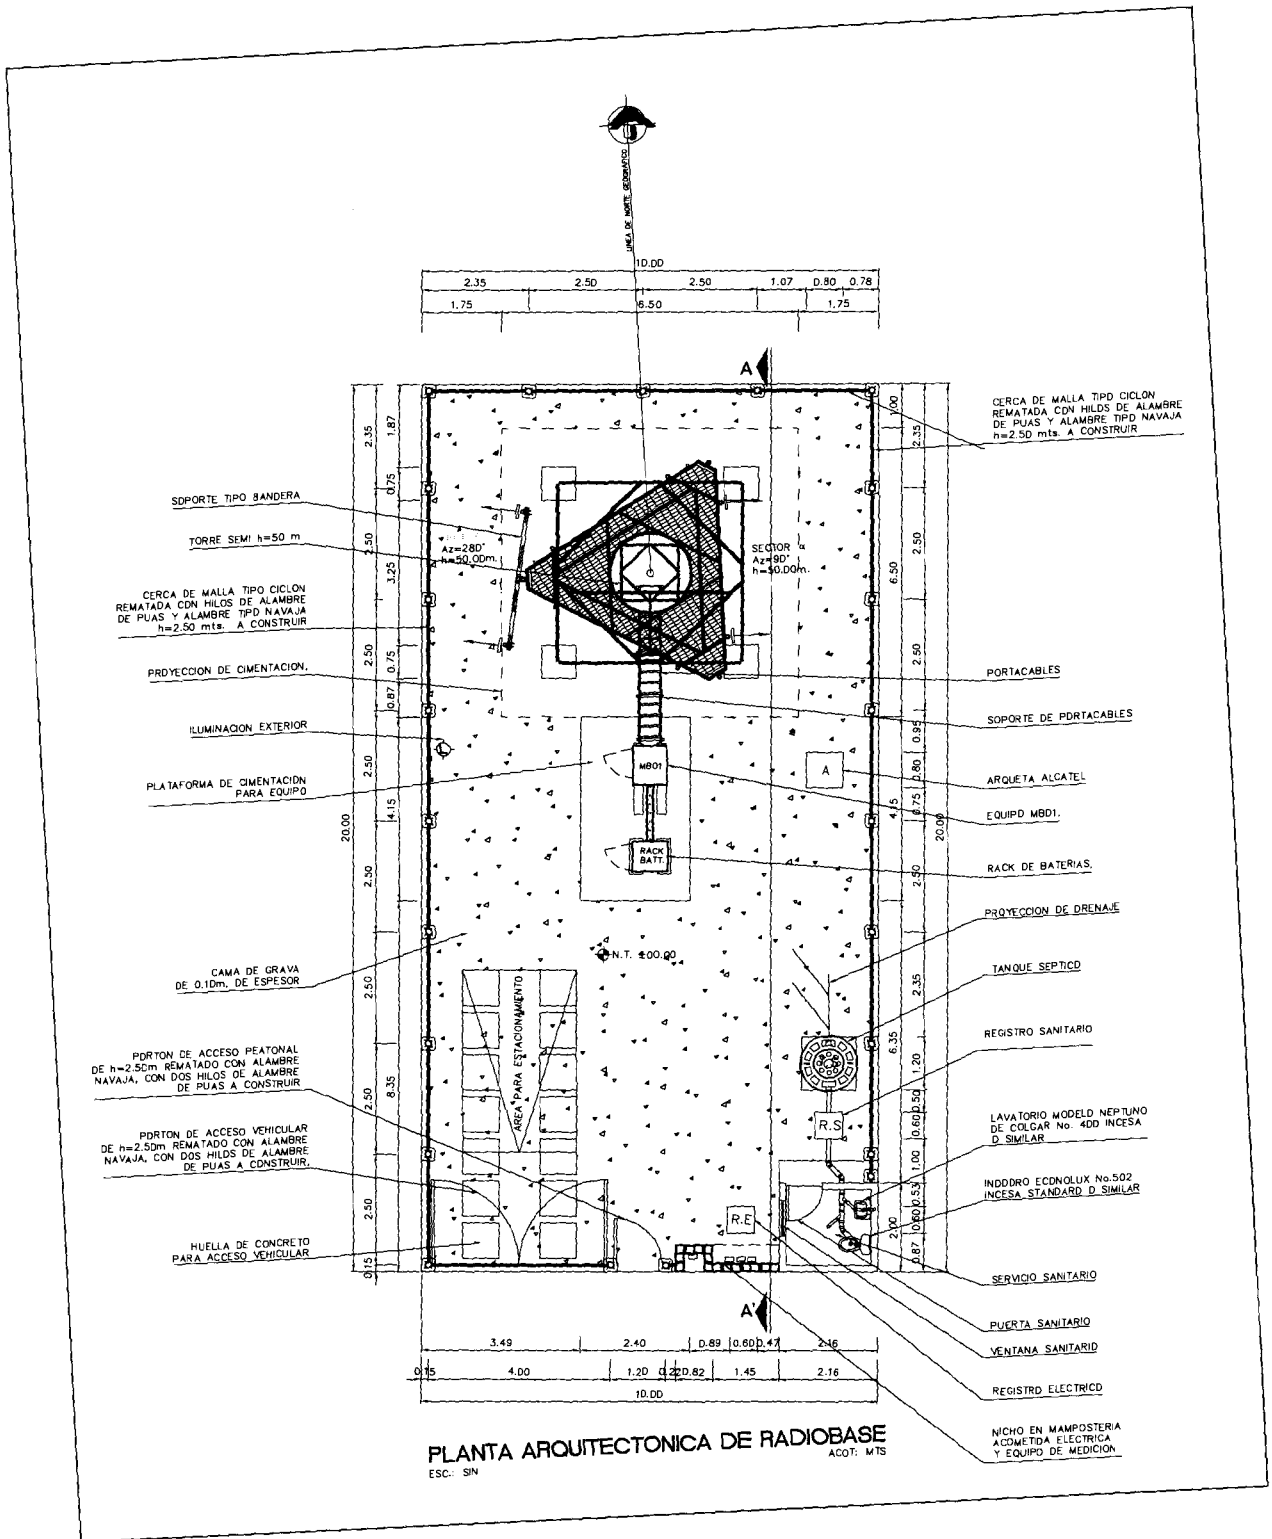 LINEA DE NORTE GEOGRAFICO
10.00
2.35
2.50
2.50
1.07
0.80
0.78
1.75
6.50
1.75
A
CERCA DE MALLA TIPO CICLON
REMATADA CON HILOS DE ALAMBRE
DE PUAS Y ALAMBRE TIPO NAVAJA
h=2.50 mts. A CONSTRUIR
SOPORTE TIPO BANDERA
TORRE SEMI h=50 m
CERCA DE MALLA TIPO CICLON
REMATADA CON HILOS DE ALAMBRE
DE PUAS Y ALAMBRE TIPO NAVAJA
h=2.50 mts. A CONSTRUIR
PROYECCION DE CIMENTACION.
ILUMINACION EXTERIOR
PLATAFORMA DE CIMENTACION
PARA EQUIPO
CAMA DE GRAVA
DE 0.10m. DE ESPESOR
PORTON DE ACCESO PEATONAL
DE h=2.50m REMATADO CON ALAMBRE
NAVAJA, CON DOS HILOS DE ALAMBRE
DE PUAS A CONSTRUIR
PORTON DE ACCESO VEHICULAR
DE h=2.50m REMATADO CON ALAMBRE
NAVAJA, CON DOS HILOS DE ALAMBRE
DE PUAS A CONSTRUIR.
HUELLA DE CONCRETO
PARA ACCESO VEHICULAR
20.00
2.35
2.50
2.50
2.50
2.50
2.50
2.50
2.50
0.15
1.87
0.75
3.25
0.75
0.87
4.15
8.35
Az=280°
h=50.00m.
SECTOR α
Az=90°
h=50.00m.
MBO1
RACK
BATT.
A
N.T. ±00.00
AREA PARA ESTACIONAMIENTO
R.S
R.E
1.00
6.50
4.15
6.35
2.00
2.35
2.50
2.50
0.95
0.80
0.75
2.50
2.35
1.20
0.50
0.60
1.00
0.53
0.60
0.87
20.00
PORTACABLES
SOPORTE DE PORTACABLES
ARQUETA ALCATEL
EQUIPO MBO1.
RACK DE BATERIAS.
PROYECCION DE DRENAJE
TANQUE SEPTICO
REGISTRO SANITARIO
LAVATORIO MODELO NEPTUNO
DE COLGAR No. 400 INCESA
O SIMILAR
INODORO ECONOLUX No.502
INCESA STANDARD O SIMILAR
SERVICIO SANITARIO
PUERTA SANITARIO
VENTANA SANITARIO
REGISTRO ELECTRICO
NICHO EN MAMPOSTERIA
ACOMETIDA ELECTRICA
Y EQUIPO DE MEDICION
A'
3.49
2.40
0.89
0.60
0.47
2.16
0.15
4.00
1.20
0.22
0.82
1.45
2.16
10.00
PLANTA ARQUITECTONICA DE RADIOBASE
ESC.: SIN
ACOT: MTS